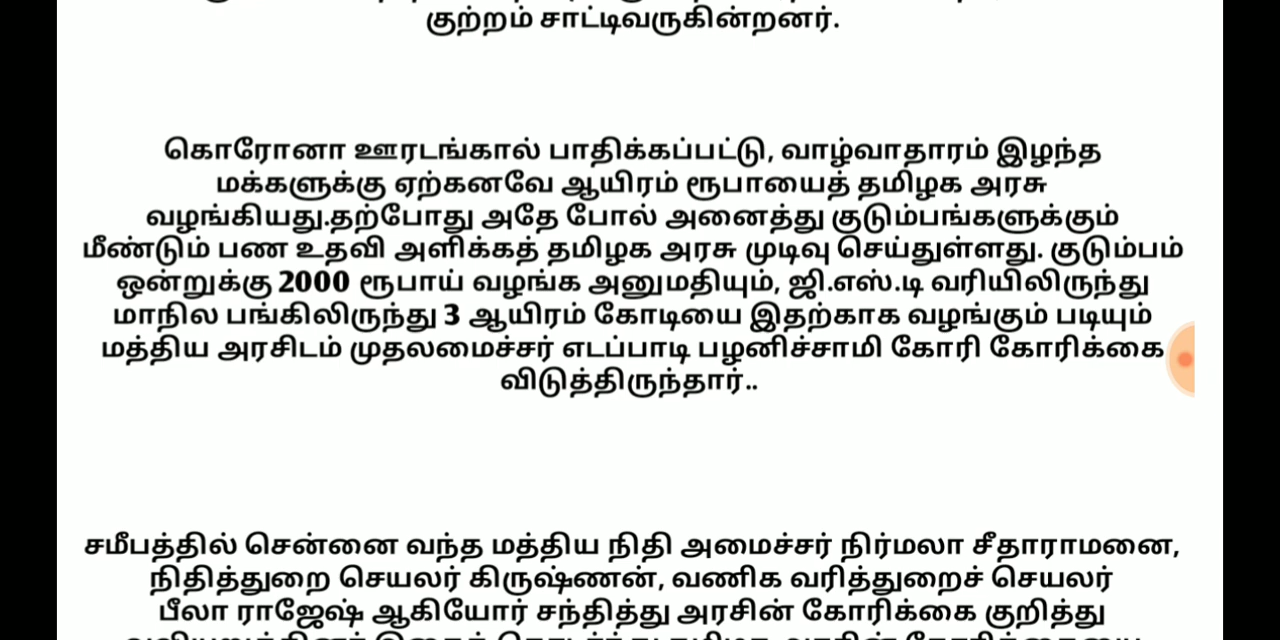 குற்றம் சாட்டிவருகின்றனர்.
கொரோனா ஊரடங்கால் பாதிக்கப்பட்டு, வாழ்வாதாரம் இழந்த
மக்களுக்கு ஏற்கனவே ஆயிரம் ரூபாயைத் தமிழக அரசு
வழங்கியது.தற்போது அதே போல் அனைத்து குடும்பங்களுக்கும்
மீண்டும் பண உதவி அளிக்கத் தமிழக அரசு முடிவு செய்துள்ளது. குடும்பம்
ஒன்றுக்கு 2000 ரூபாய் வழங்க அனுமதியும், ஜி.எஸ்.டி வரியிலிருந்து
மாநில பங்கிலிருந்து 3 ஆயிரம் கோடியை இதற்காக வழங்கும் படியும்
மத்திய அரசிடம் முதலமைச்சர் எடப்பாடி பழனிச்சாமி கோரி கோரிக்கை
விடுத்திருந்தார்..
சமீபத்தில் சென்னை வந்த மத்திய நிதி அமைச்சர் நிர்மலா சீதாராமனை,
நிதித்துறை செயலர் கிருஷ்ணன், வணிக வரித்துறைச் செயலர்
பீலா ராஜேஷ் ஆகியோர் சந்தித்து அரசின் கோரிக்கை குறித்து